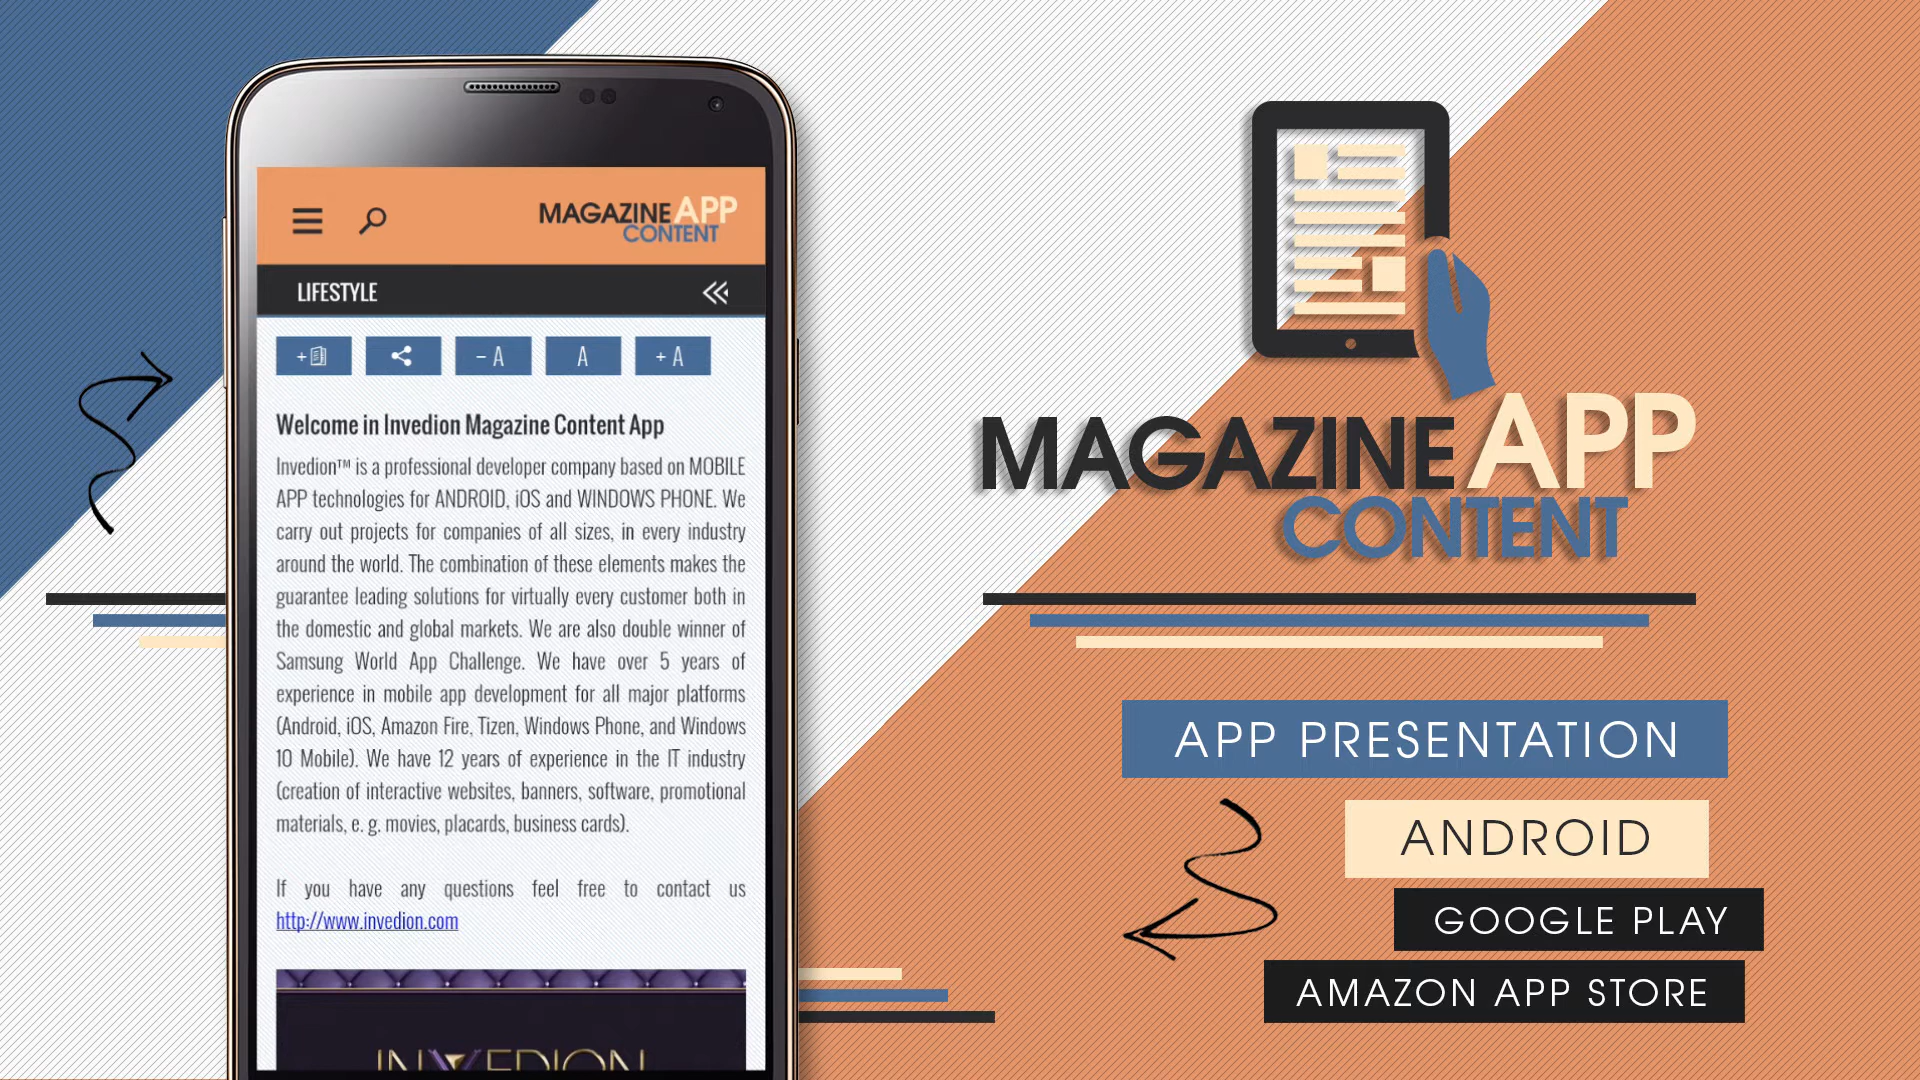 MAGAZINE APP
CONTENT
LIFESTYLE
+
- A
A
+ A
Welcome in Invedion Magazine Content App
Invedion™ is a professional developer company based on MOBILE
APP technologies for ANDROID, iOS and WINDOWS PHONE. We
carry out projects for companies of all sizes, in every industry
around the world. The combination of these elements makes the
guarantee leading solutions for virtually every customer both in
the domestic and global markets. We are also double winner of
Samsung World App Challenge. We have over 5 years of
experience in mobile app development for all major platforms
(Android, iOS, Amazon Fire, Tizen, Windows Phone, and Windows
10 Mobile). We have 12 years of experience in the IT industry
(creation of interactive websites, banners, software, promotional
materials, e. g. movies, placards, business cards).
If you have any questions feel free to contact us
http://www.invedion.com
INVEDION
MAGAZINE APP
CONTENT
APP PRESENTATION
ANDROID
GOOGLE PLAY
AMAZON APP STORE